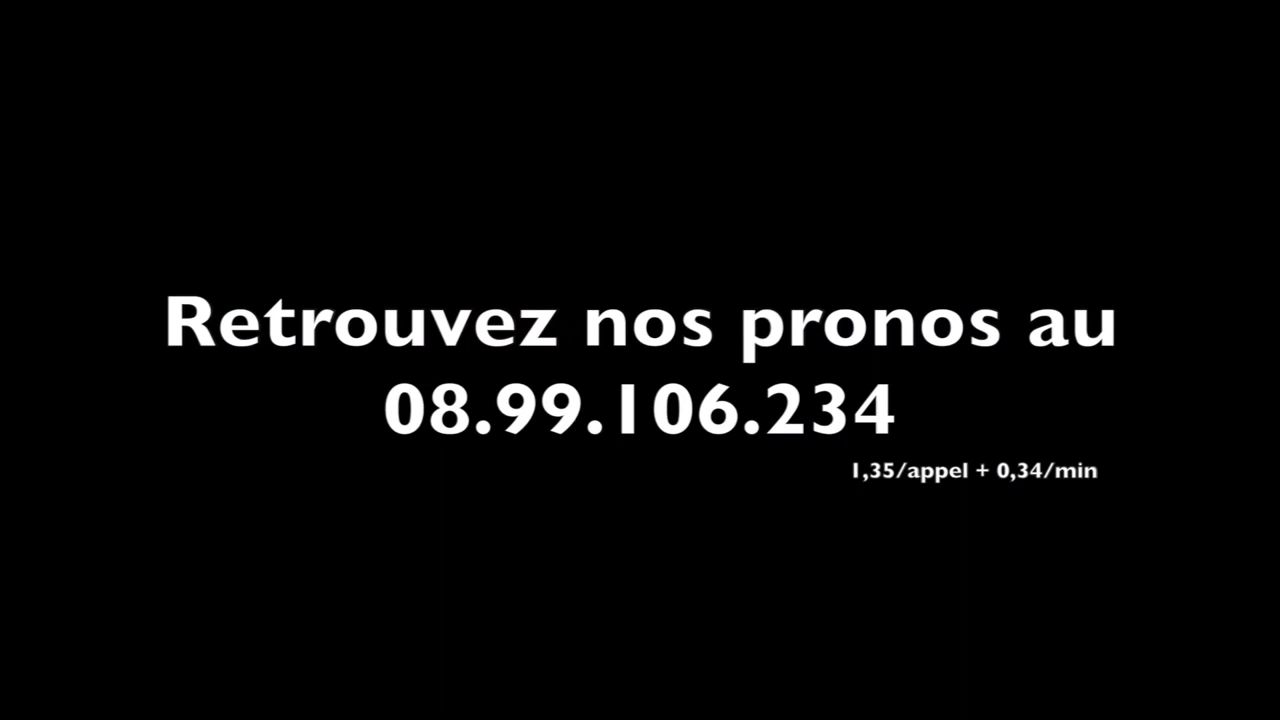 Retrouvez nos pronos au
08.99.106.234
1,35/appel + 0,34/min